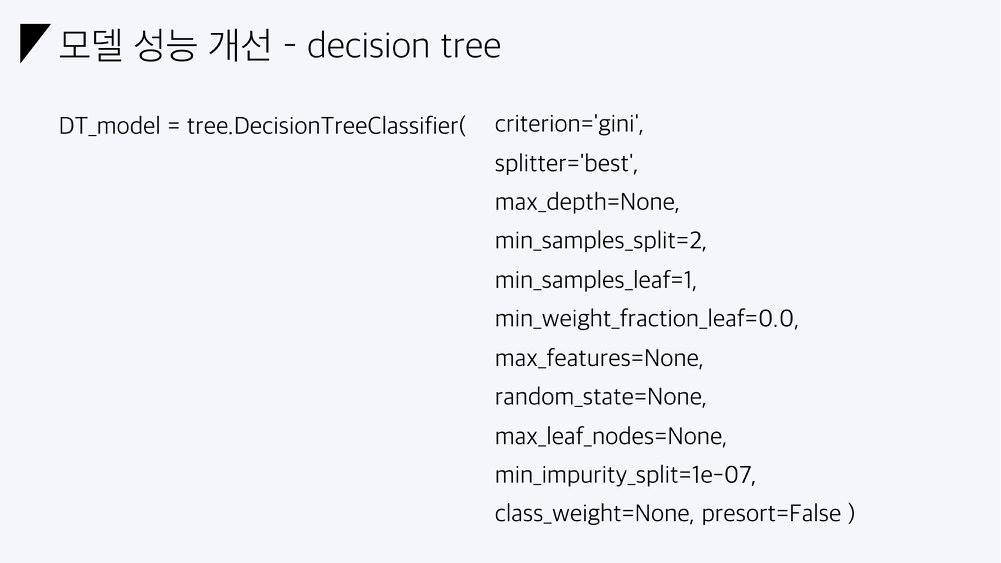 모델 성능 개선 - decision tree
DT_model = tree.DecisionTreeClassifier( criterion='gini',
splitter='best',
max_depth=None,
min_samples_split=2,
min_samples_leaf=1,
min_weight_fraction_leaf=0.0,
max_features=None,
random_state=None,
max_leaf_nodes=None,
min_impurity_split=1e-07,
class_weight=None, presort=False )